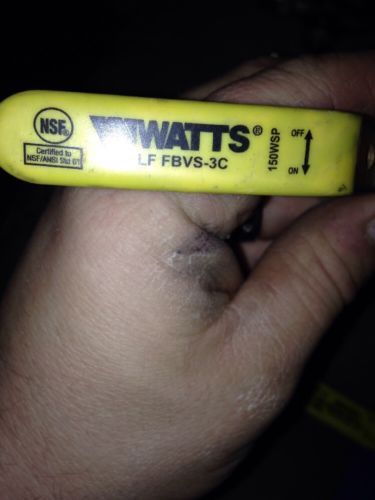 NSF®
Certified to
NSF/ANSI Std 61
WATTS®
LF FBVS-3C
150WSP
OFF
ON